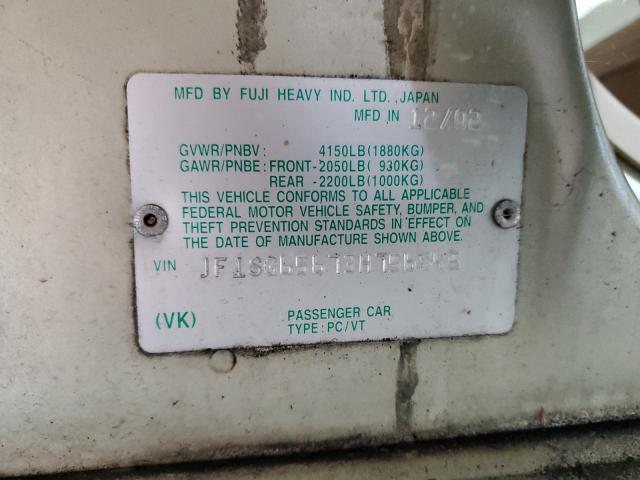 MFD BY FUJI HEAVY IND. LTD.,JAPAN
MFD IN 12/02
GVWR/PNBV : 4150LB(1880KG)
GAWR/PNBE : FRONT-2050LB( 930KG)
REAR -2200LB(1000KG)
THIS VEHICLE CONFORMS TO ALL APPLICABLE
FEDERAL MOTOR VEHICLE SAFETY, BUMPER, AND
THEFT PREVENTION STANDARDS IN EFFECT ON
THE DATE OF MANUFACTURE SHOWN ABOVE.
VIN
(VK)
PASSENGER CAR
TYPE : PC/VT